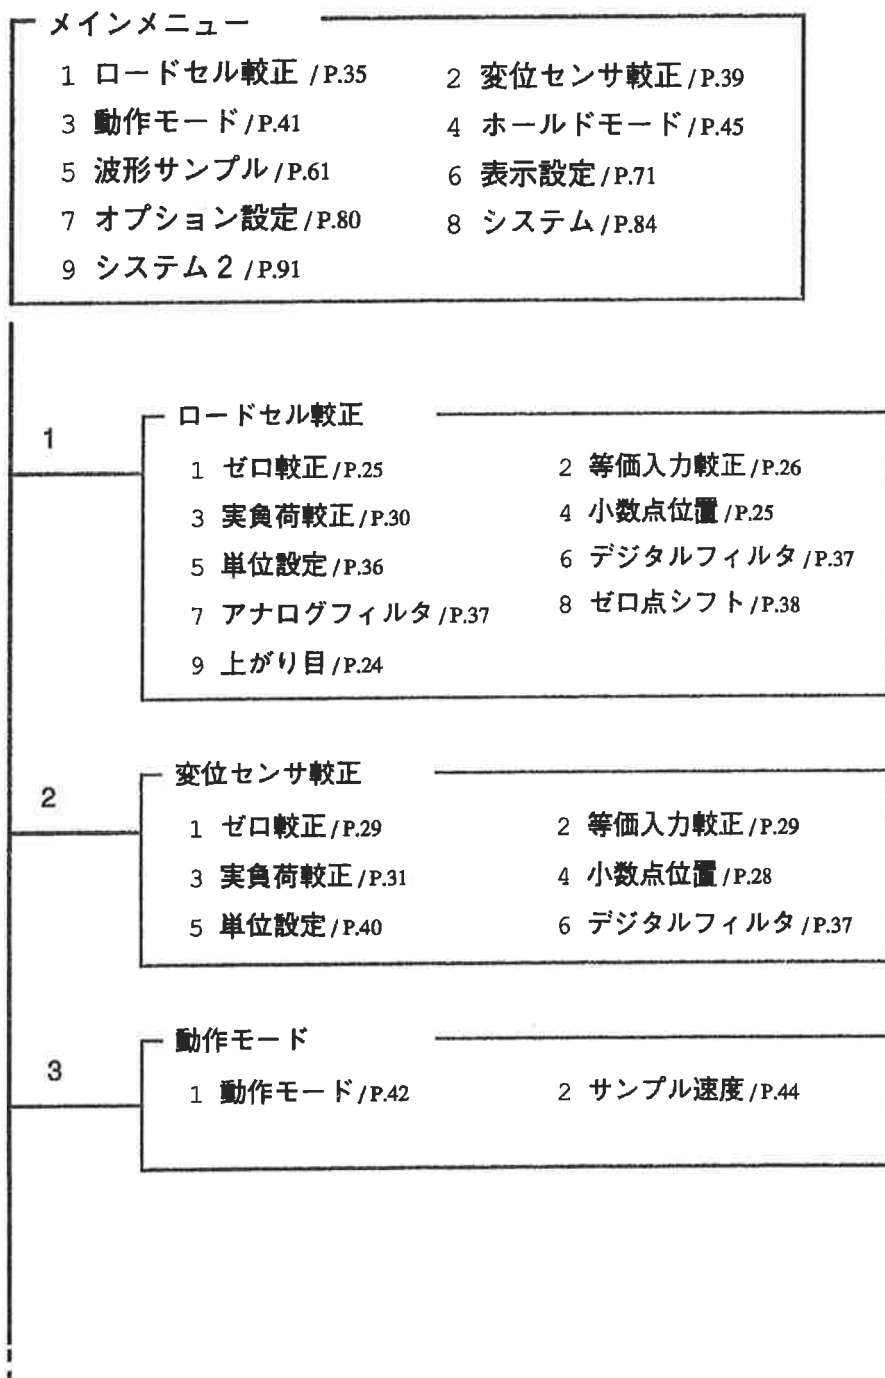 メインメニュー
1 ロードセル較正 /P.35 2 変位センサ較正/P.39
3 動作モード/P.41 4 ホールドモード/P.45
5 波形サンプル/P.61 6 表示設定/P.71
7 オプション設定/P.80 8 システム/P.84
9 システム2/P.91
1
ロードセル較正
1 ゼロ較正/P.25 2 等価入力較正/P.26
3 実負荷較正/P.30 4 小数点位置/P.25
5 単位設定/P.36 6 デジタルフィルタ/P.37
7 アナログフィルタ/P.37 8 ゼロ点シフト/P.38
9 上がり目/P.24
2
変位センサ較正
1 ゼロ較正/P.29 2 等価入力較正/P.29
3 実負荷較正/P.31 4 小数点位置/P.28
5 単位設定/P.40 6 デジタルフィルタ/P.37
3
動作モード
1 動作モード/P.42 2 サンプル速度/P.44